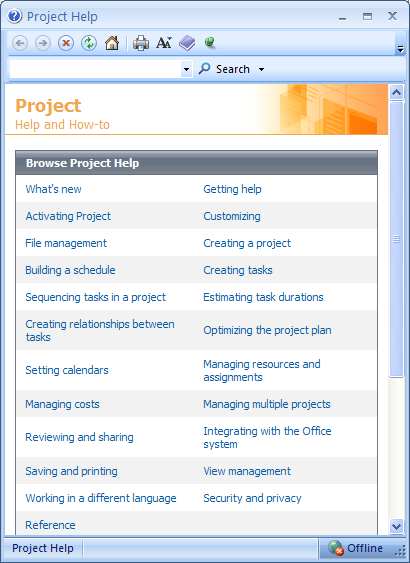 Project Help
Search
Project
Help and How-to
Browse Project Help
What's new
Getting help
Activating Project
Customizing
File management
Creating a project
Building a schedule
Creating tasks
Sequencing tasks in a project
Estimating task durations
Creating relationships between
tasks
Optimizing the project plan
Setting calendars
Managing resources and
assignments
Managing costs
Managing multiple projects
Reviewing and sharing
Integrating with the Office
system
Saving and printing
View management
Working in a different language
Security and privacy
Reference
Project Help
Offline